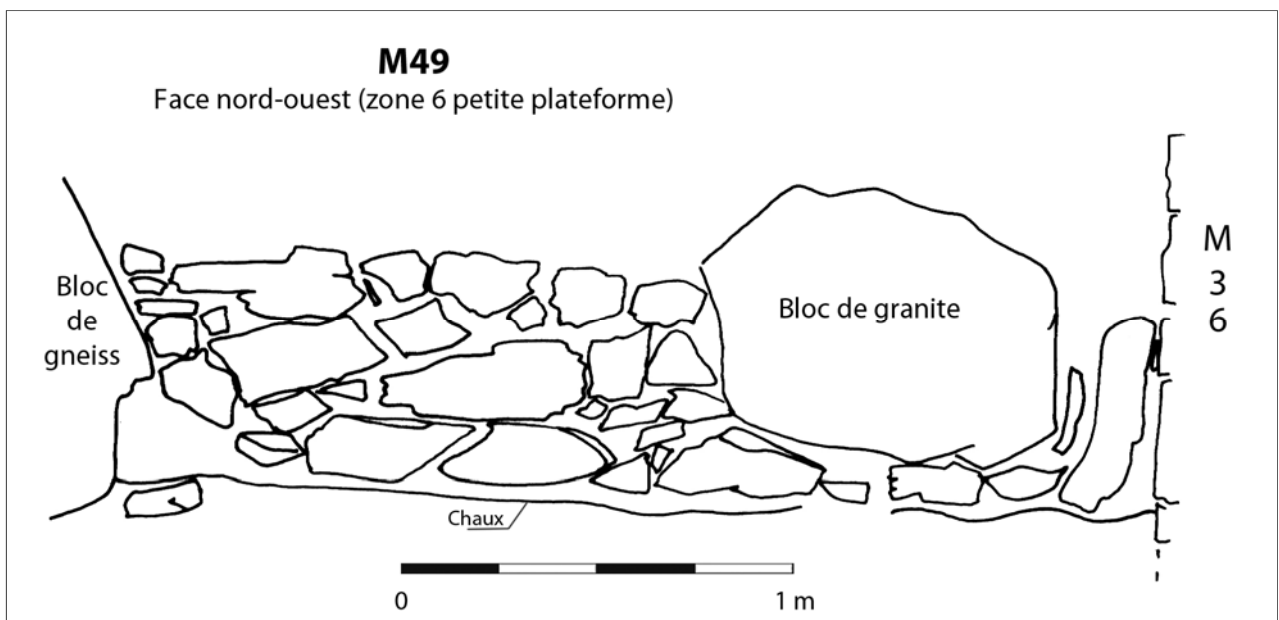 M49
Face nord-ouest (zone 6 petite plateforme)
Bloc
de
gneiss
Bloc de granite
M
3
6
Chaux
0
1 m